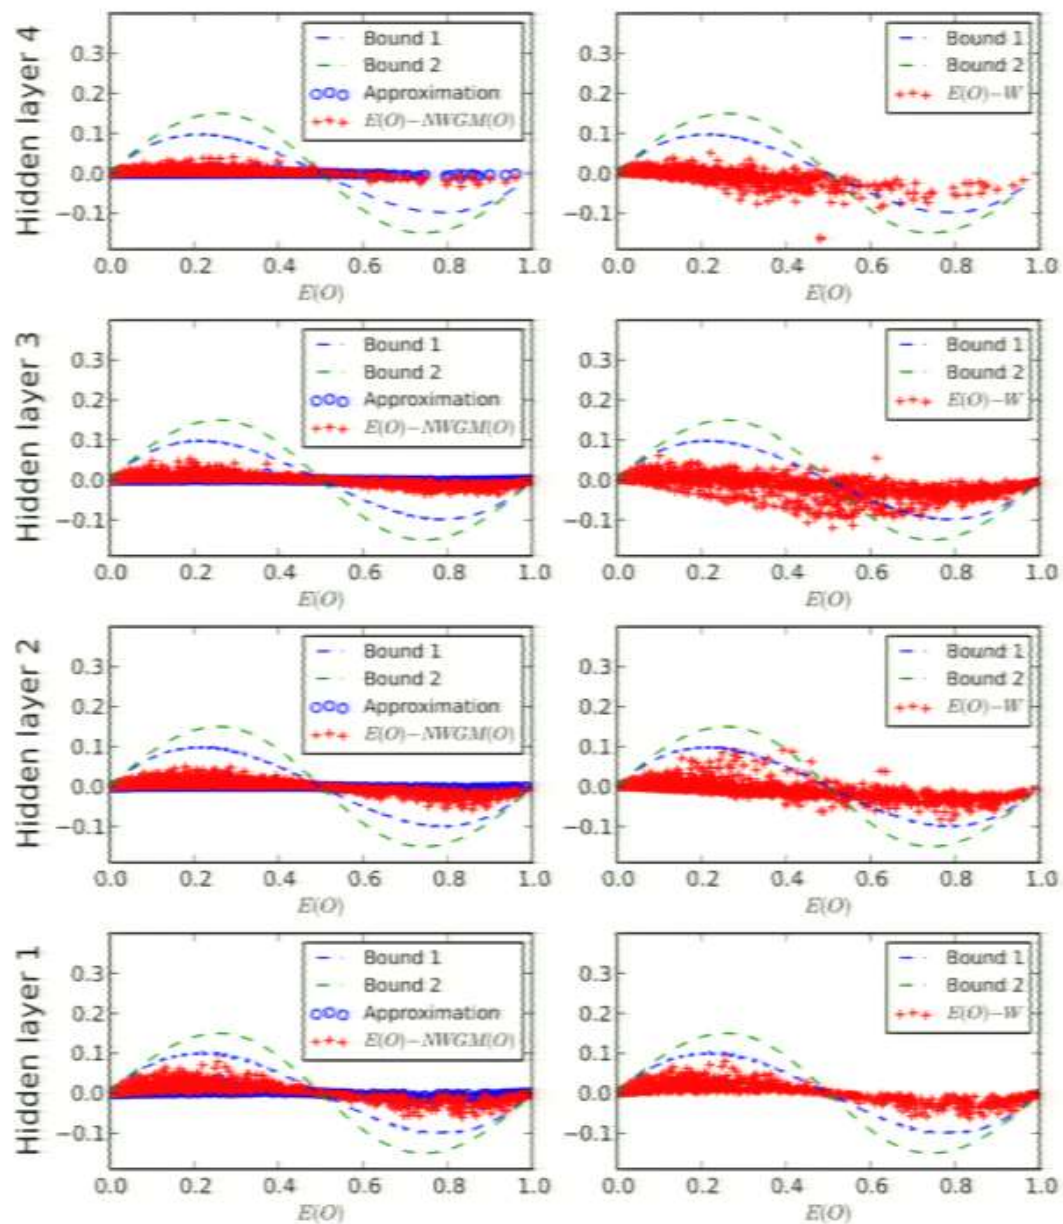 Hidden layer 4
0.3
0.2
0.1
0.0
−0.1
Bound 1
Bound 2
Approximation
E(O)−NWGM(O)
0.0 0.2 0.4 0.6 0.8 1.0
E(O)
0.3
0.2
0.1
0.0
−0.1
Bound 1
Bound 2
E(O)−W
0.0 0.2 0.4 0.6 0.8 1.0
E(O)
Hidden layer 3
0.3
0.2
0.1
0.0
−0.1
Bound 1
Bound 2
Approximation
E(O)−NWGM(O)
0.0 0.2 0.4 0.6 0.8 1.0
E(O)
0.3
0.2
0.1
0.0
−0.1
Bound 1
Bound 2
E(O)−W
0.0 0.2 0.4 0.6 0.8 1.0
E(O)
Hidden layer 2
0.3
0.2
0.1
0.0
−0.1
Bound 1
Bound 2
Approximation
E(O)−NWGM(O)
0.0 0.2 0.4 0.6 0.8 1.0
E(O)
0.3
0.2
0.1
0.0
−0.1
Bound 1
Bound 2
E(O)−W
0.0 0.2 0.4 0.6 0.8 1.0
E(O)
Hidden layer 1
0.3
0.2
0.1
0.0
−0.1
Bound 1
Bound 2
Approximation
E(O)−NWGM(O)
0.0 0.2 0.4 0.6 0.8 1.0
E(O)
0.3
0.2
0.1
0.0
−0.1
Bound 1
Bound 2
E(O)−W
0.0 0.2 0.4 0.6 0.8 1.0
E(O)